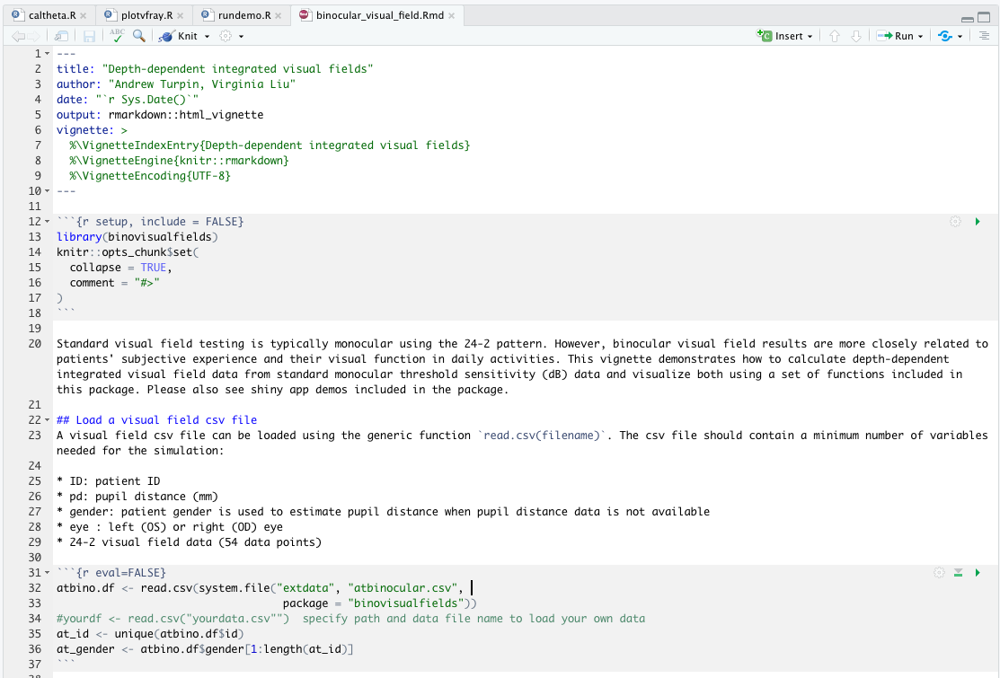 caltheta.R × plotvfray.R × rundemo.R × binocular_visual_field.Rmd ×
ABC Knit Insert Run
1 ---
2 title: "Depth-dependent integrated visual fields"
3 author: "Andrew Turpin, Virginia Liu"
4 date: "`r Sys.Date()`"
5 output: rmarkdown::html_vignette
6 vignette: >
7 %\VignetteIndexEntry{Depth-dependent integrated visual fields}
8 %\VignetteEngine{knitr::rmarkdown}
9 %\VignetteEncoding{UTF-8}
10 ---
11
12 ```{r setup, include = FALSE}
13 library(binovisualfields)
14 knitr::opts_chunk$set(
15 collapse = TRUE,
16 comment = "#>"
17 )
18 ```
19
20 Standard visual field testing is typically monocular using the 24-2 pattern. However, binocular visual field results are more closely related to
patients' subjective experience and their visual function in daily activities. This vignette demonstrates how to calculate depth-dependent
integrated visual field data from standard monocular threshold sensitivity (dB) data and visualize both using a set of functions included in
this package. Please also see shiny app demos included in the package.
21
22 ## Load a visual field csv file
23 A visual field csv file can be loaded using the generic function `read.csv(filename)`. The csv file should contain a minimum number of variables
needed for the simulation:
24
25 * ID: patient ID
26 * pd: pupil distance (mm)
27 * gender: patient gender is used to estimate pupil distance when pupil distance data is not available
28 * eye : left (OS) or right (OD) eye
29 * 24-2 visual field data (54 data points)
30
31 ```{r eval=FALSE}
32 atbino.df <- read.csv(system.file("extdata", "atbinocular.csv",
33 package = "binovisualfields"))
34 #yourdf <- read.csv("yourdata.csv"") specify path and data file name to load your own data
35 at_id <- unique(atbino.df$id)
36 at_gender <- atbino.df$gender[1:length(at_id)]
37 ```
38